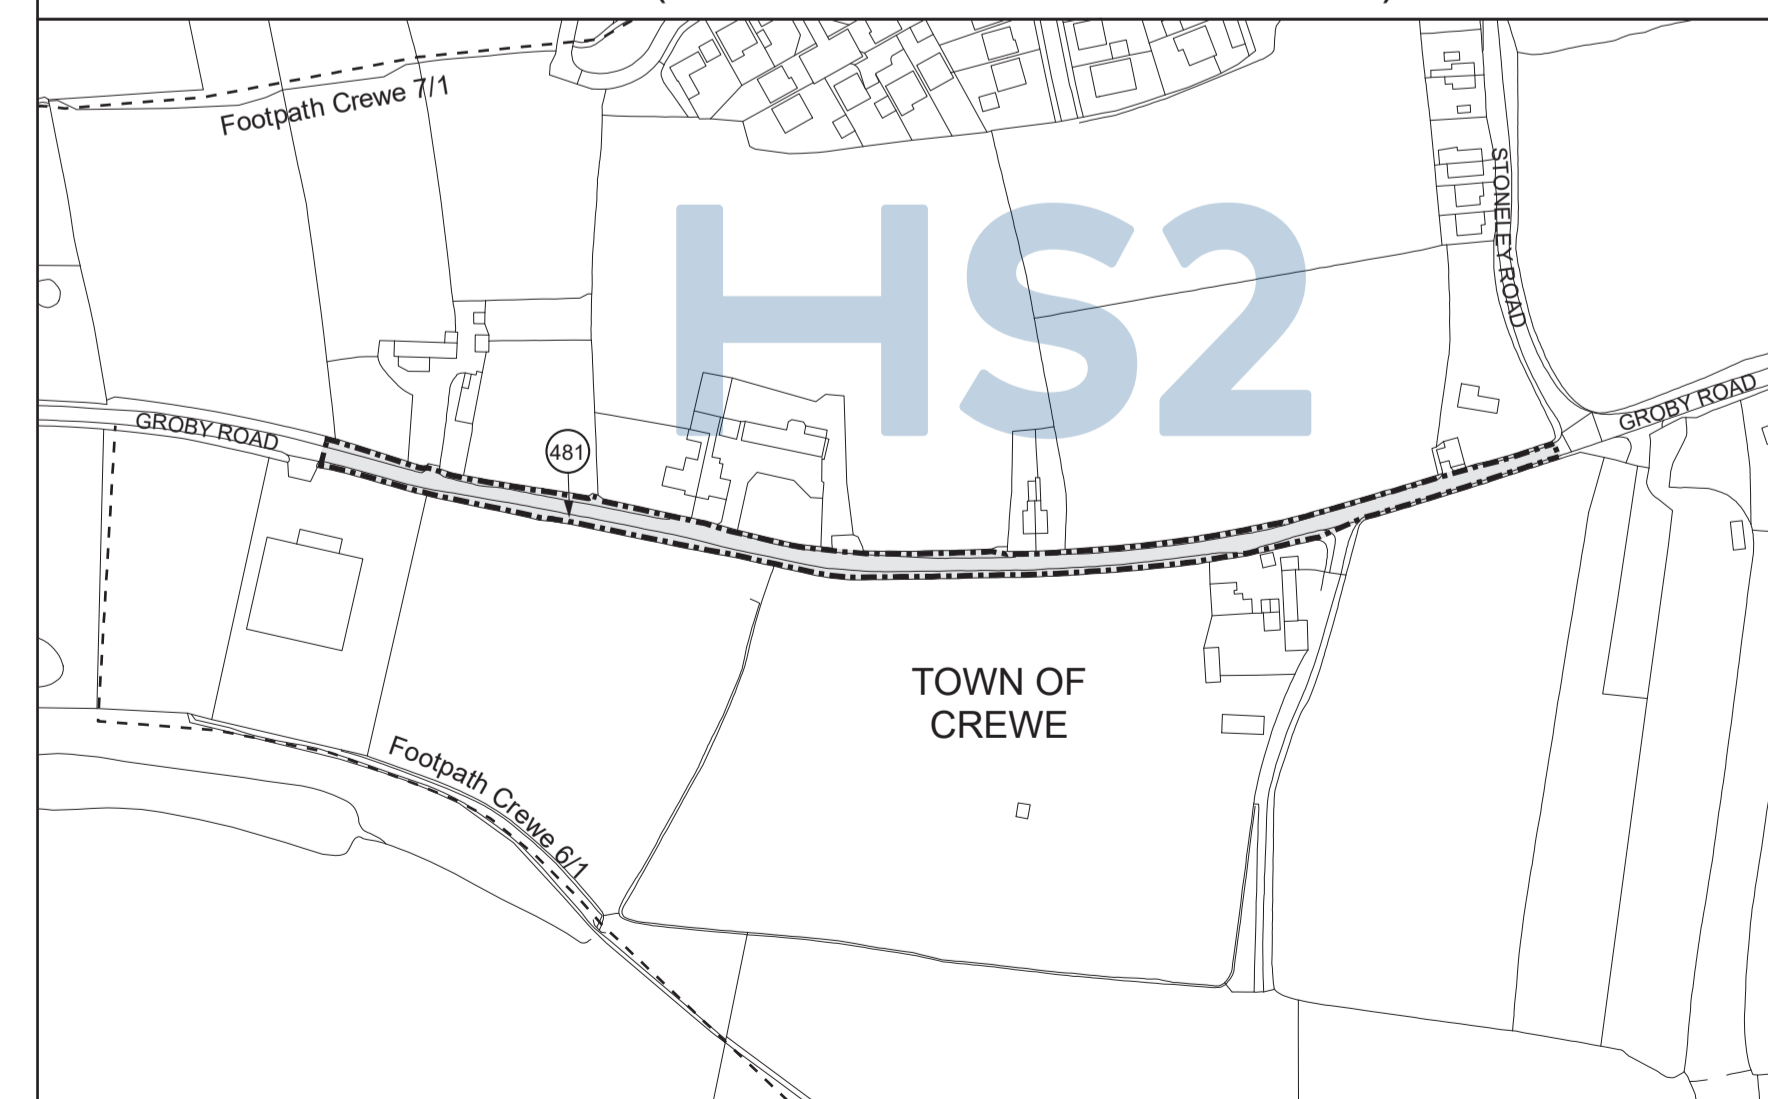 Footpath Crewe 7/1
STONELEY ROAD
HS2
GROBY ROAD
GROBY ROAD
481
TOWN OF
CREWE
Footpath Crewe 6/1